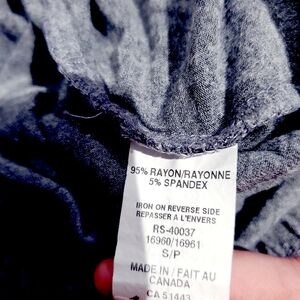 95% RAYON/RAYONNE
5% SPANDEX
IRON ON REVERSE SIDE
REPASSER A L'ENVERS
RS-40037
16960/16961
S/P
MADE IN / FAIT AU
CANADA
CA 51443